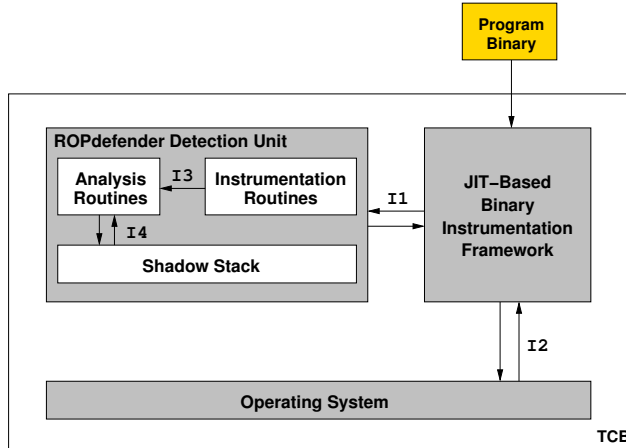 Program
Binary
ROPdefender Detection Unit
Analysis
Routines
I3
Instrumentation
Routines
I1
JIT–Based
Binary
Instrumentation
Framework
I4
Shadow Stack
I2
Operating System
TCB